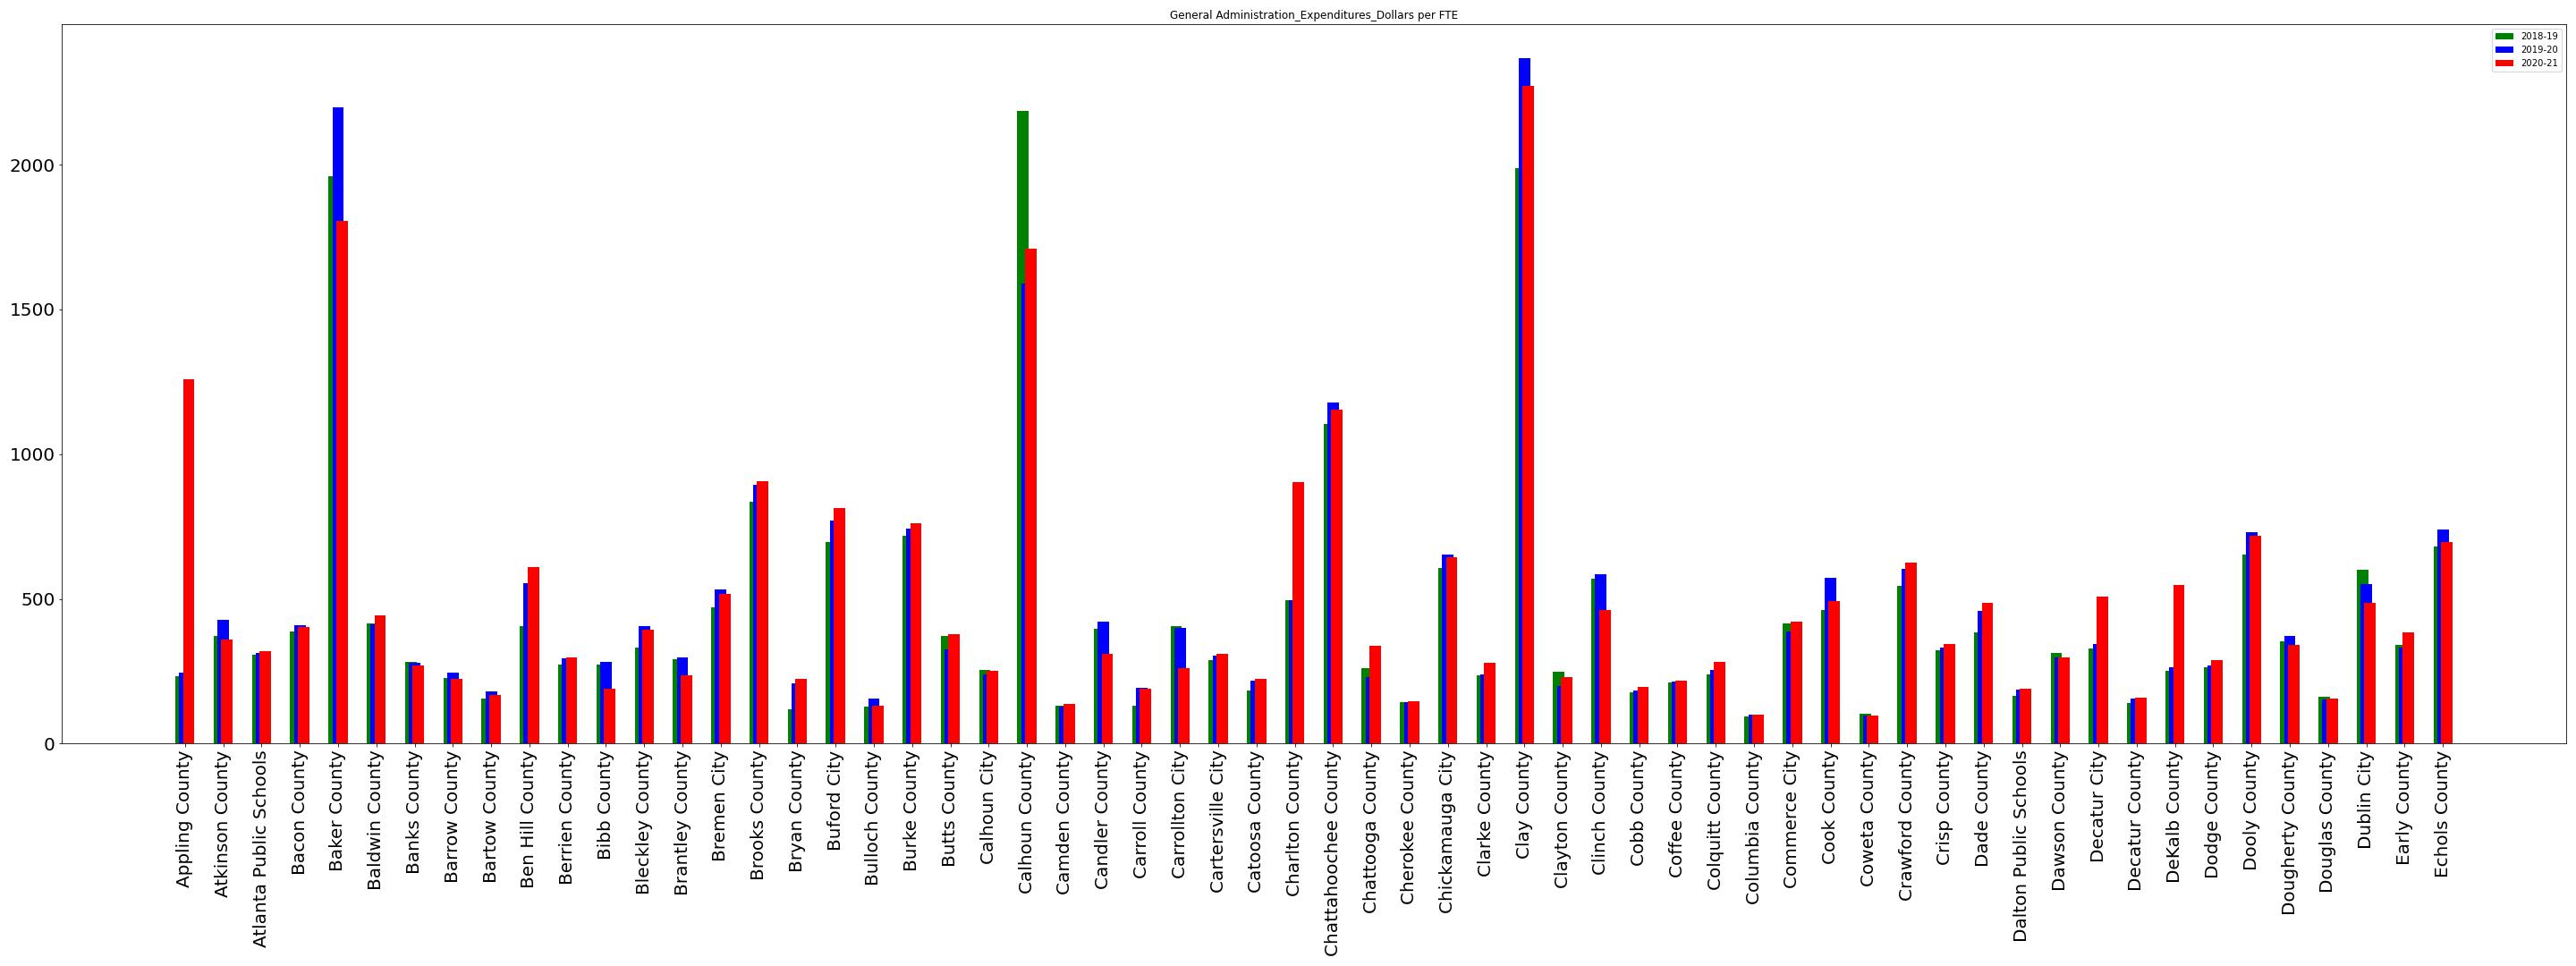 General Administration_Expenditures_Dollars per FTE
2018-19
2019-20
2020-21
2000
1500
1000
500
0
Appling County
Atkinson County
Atlanta Public Schools
Bacon County
Baker County
Baldwin County
Banks County
Barrow County
Bartow County
Ben Hill County
Berrien County
Bibb County
Bleckley County
Brantley County
Bremen City
Brooks County
Bryan County
Buford City
Bulloch County
Burke County
Butts County
Calhoun City
Calhoun County
Camden County
Candler County
Carroll County
Carrollton City
Cartersville City
Catoosa County
Charlton County
Chattahoochee County
Chattooga County
Cherokee County
Chickamauga City
Clarke County
Clay County
Clayton County
Clinch County
Cobb County
Coffee County
Colquitt County
Columbia County
Commerce City
Cook County
Coweta County
Crawford County
Crisp County
Dade County
Dalton Public Schools
Dawson County
Decatur City
Decatur County
DeKalb County
Dodge County
Dooly County
Dougherty County
Douglas County
Dublin City
Early County
Echols County